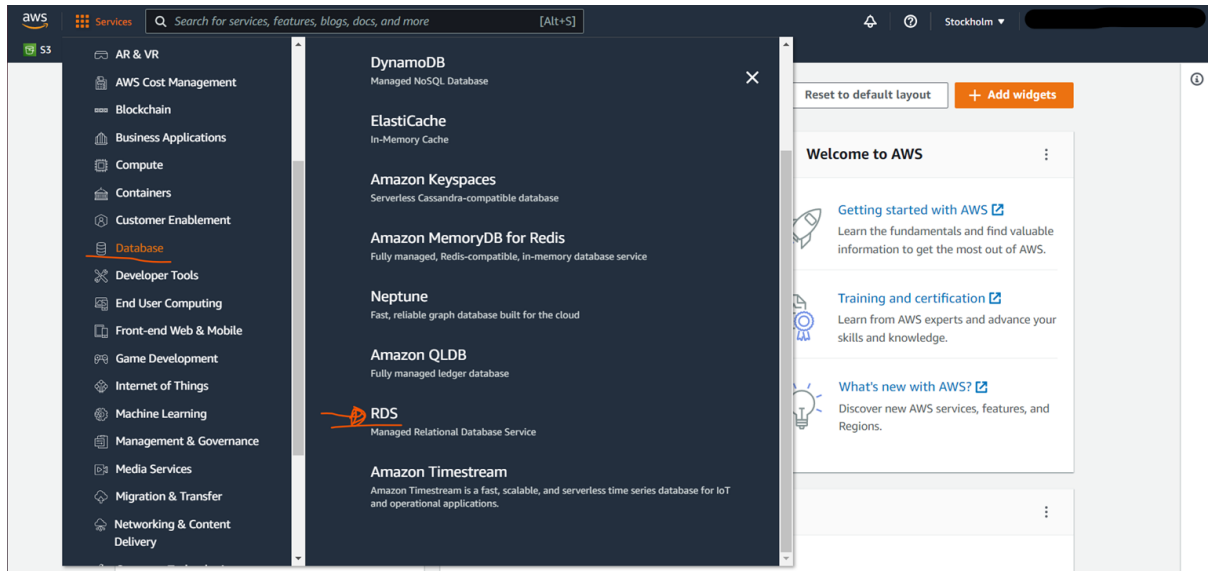 aws
Services
Search for services, features, blogs, docs, and more
[Alt+S]
Stockholm ▼
S3
AR & VR
AWS Cost Management
Blockchain
Business Applications
Compute
Containers
Customer Enablement
Database
Developer Tools
End User Computing
Front-end Web & Mobile
Game Development
Internet of Things
Machine Learning
Management & Governance
Media Services
Migration & Transfer
Networking & Content
Delivery
DynamoDB
Managed NoSQL Database
ElastiCache
In-Memory Cache
Amazon Keyspaces
Serverless Cassandra-compatible database
Amazon MemoryDB for Redis
Fully managed, Redis-compatible, in-memory database service
Neptune
Fast, reliable graph database built for the cloud
Amazon QLDB
Fully managed ledger database
RDS
Managed Relational Database Service
Amazon Timestream
Amazon Timestream is a fast, scalable, and serverless time series database for IoT
and operational applications.
Reset to default layout
+ Add widgets
Welcome to AWS
Getting started with AWS
Learn the fundamentals and find valuable
information to get the most out of AWS.
Training and certification
Learn from AWS experts and advance your
skills and knowledge.
What's new with AWS?
Discover new AWS services, features, and
Regions.